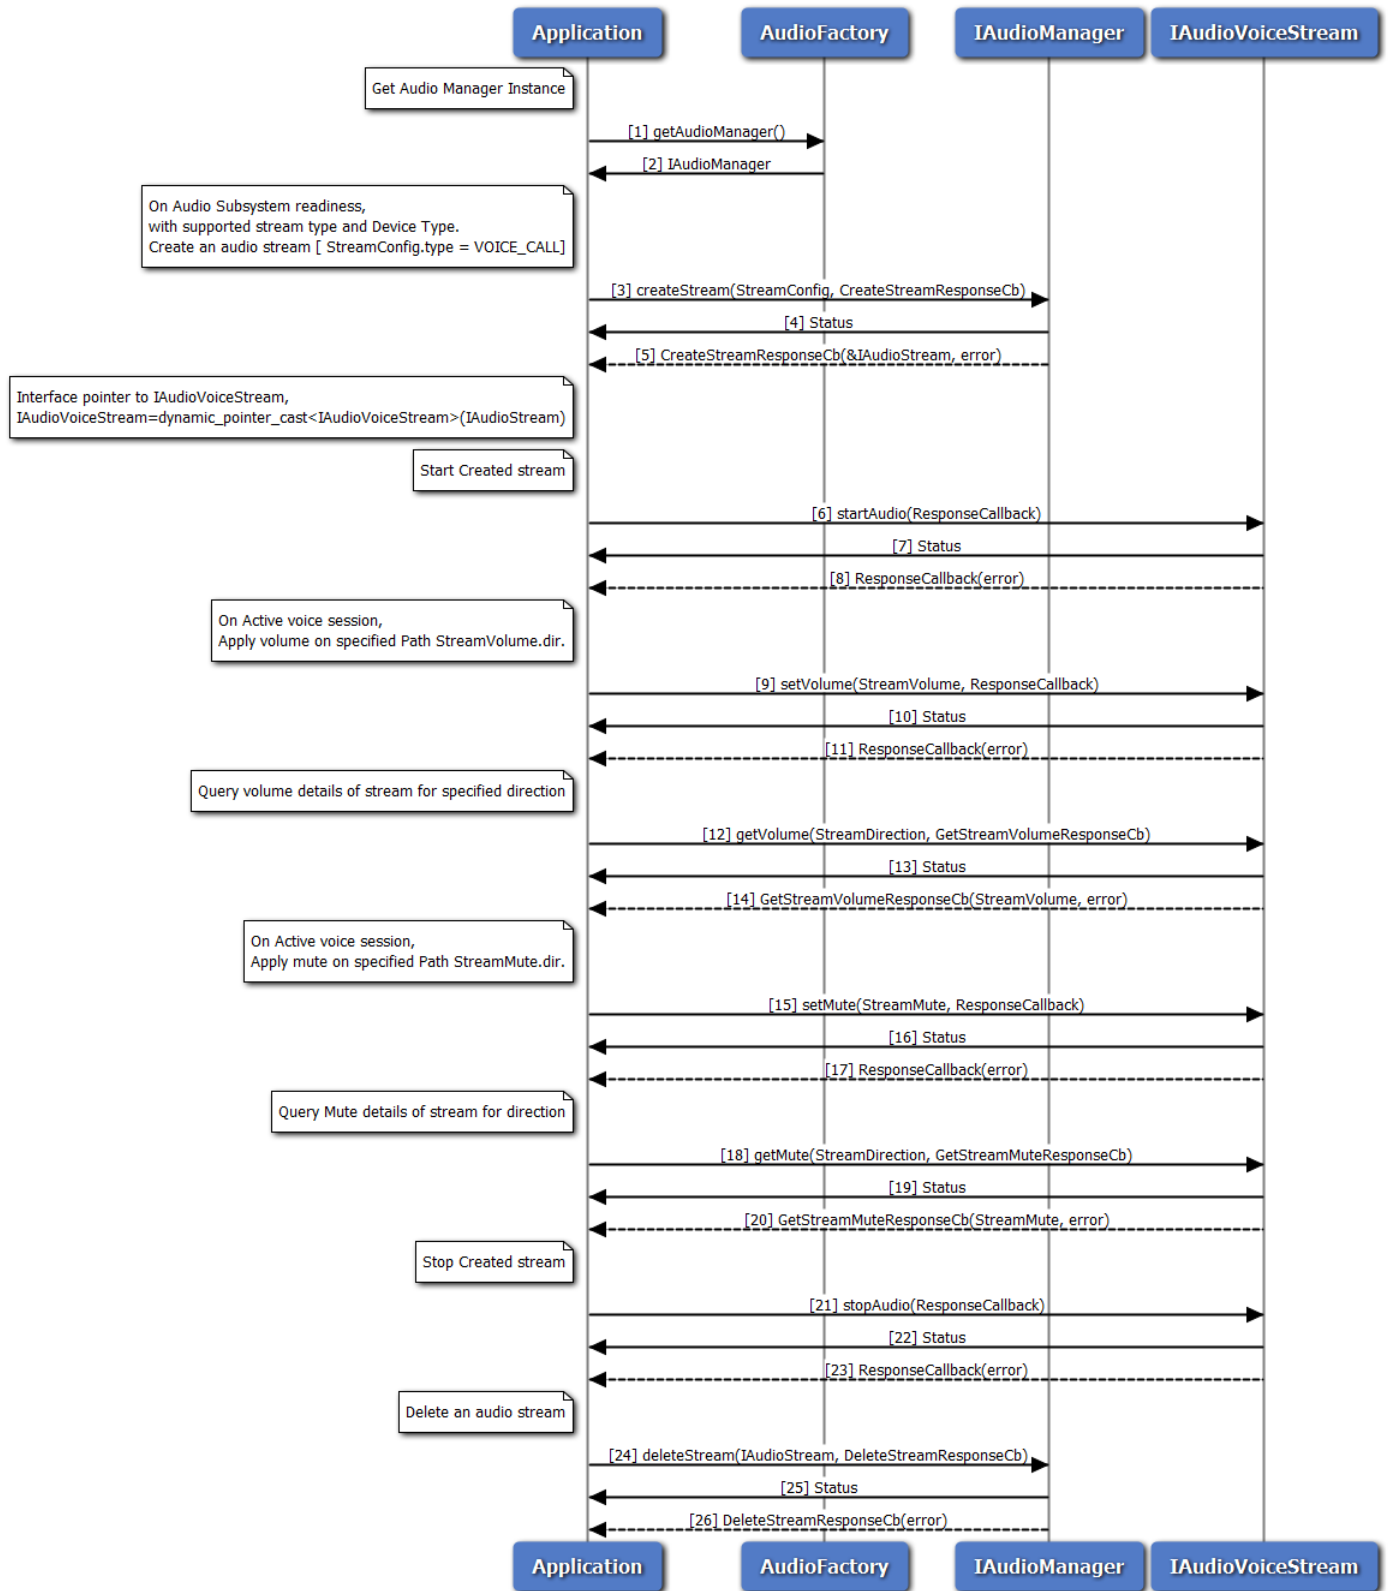 Application
AudioFactory
IAudioManager
IAudioVoiceStream
Get Audio Manager Instance
[1] getAudioManager()
[2] IAudioManager
On Audio Subsystem readiness,
with supported stream type and Device Type.
Create an audio stream [ StreamConfig.type = VOICE_CALL]
[3] createStream(StreamConfig, CreateStreamResponseCb)
[4] Status
[5] CreateStreamResponseCb(&IAudioStream, error)
Interface pointer to IAudioVoiceStream,
IAudioVoiceStream=dynamic_pointer_cast<IAudioVoiceStream>(IAudioStream)
Start Created stream
[6] startAudio(ResponseCallback)
[7] Status
[8] ResponseCallback(error)
On Active voice session,
Apply volume on specified Path StreamVolume.dir.
[9] setVolume(StreamVolume, ResponseCallback)
[10] Status
[11] ResponseCallback(error)
Query volume details of stream for specified direction
[12] getVolume(StreamDirection, GetStreamVolumeResponseCb)
[13] Status
[14] GetStreamVolumeResponseCb(StreamVolume, error)
On Active voice session,
Apply mute on specified Path StreamMute.dir.
[15] setMute(StreamMute, ResponseCallback)
[16] Status
[17] ResponseCallback(error)
Query Mute details of stream for direction
[18] getMute(StreamDirection, GetStreamMuteResponseCb)
[19] Status
[20] GetStreamMuteResponseCb(StreamMute, error)
Stop Created stream
[21] stopAudio(ResponseCallback)
[22] Status
[23] ResponseCallback(error)
Delete an audio stream
[24] deleteStream(IAudioStream, DeleteStreamResponseCb)
[25] Status
[26] DeleteStreamResponseCb(error)
Application
AudioFactory
IAudioManager
IAudioVoiceStream